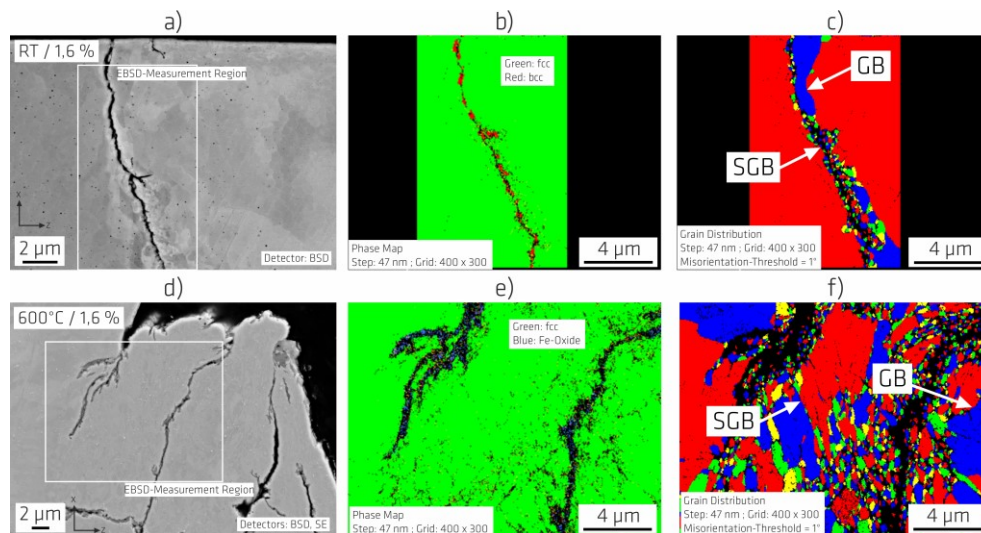 a)
b)
c)
RT / 1,6 %
EBSD-Measurement Region
X
Z
2 µm
Detector: BSD
Green: fcc
Red: bcc
Phase Map
Step: 47 nm ; Grid: 400 x 300
4 µm
GB
SGB
Grain Distribution
Step: 47 nm ; Grid: 400 x 300
Misorientation-Threshold = 1°
4 µm
d)
e)
f)
600°C / 1,6 %
EBSD-Measurement Region
X
2 µm
Detectors: BSD, SE
Green: fcc
Blue: Fe-Oxide
Phase Map
Step: 47 nm ; Grid: 400 x 300
4 µm
GB
SGB
Grain Distribution
Step: 47 nm ; Grid: 400 x 300
Misorientation-Threshold = 1°
4 µm